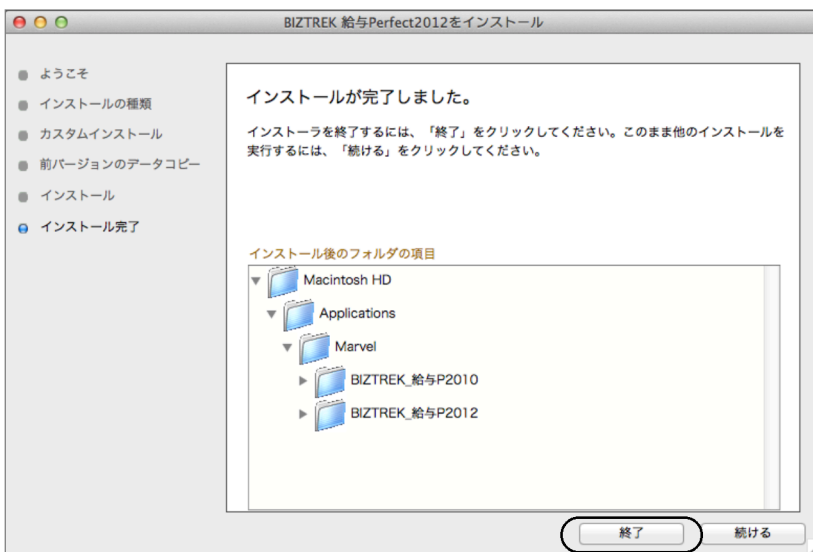 BIZTREK 給与Perfect2012をインストール
ようこそ
インストールの種類
カスタムインストール
前バージョンのデータコピー
インストール
インストール完了
インストールが完了しました。
インストーラを終了するには、「終了」をクリックしてください。このまま他のインストールを
実行するには、「続ける」をクリックしてください。
インストール後のフォルダの項目
Macintosh HD
Applications
Marvel
BIZTREK_給与P2010
BIZTREK_給与P2012
終了
続ける